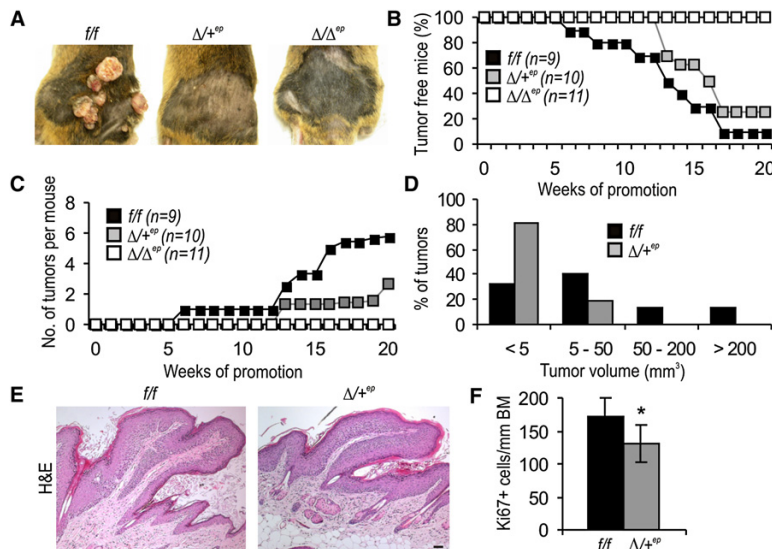 A
f/f
Δ/+ep
Δ/Δep
B
Tumor free mice (%)
100
80
60
40
20
0
f/f (n=9)
Δ/+ep (n=10)
Δ/Δep (n=11)
0 5 10 15 20
Weeks of promotion
C
No. of tumors per mouse
8
6
4
2
0
f/f (n=9)
Δ/+ep (n=10)
Δ/Δep (n=11)
0 5 10 15 20
Weeks of promotion
D
% of tumors
100
80
60
40
20
0
f/f
Δ/+ep
< 5 5 - 50 50 - 200 > 200
Tumor volume (mm³)
E
f/f
Δ/+ep
H&E
F
Ki67+ cells/mm BM
200
150
100
50
0
*
f/f Δ/+ep